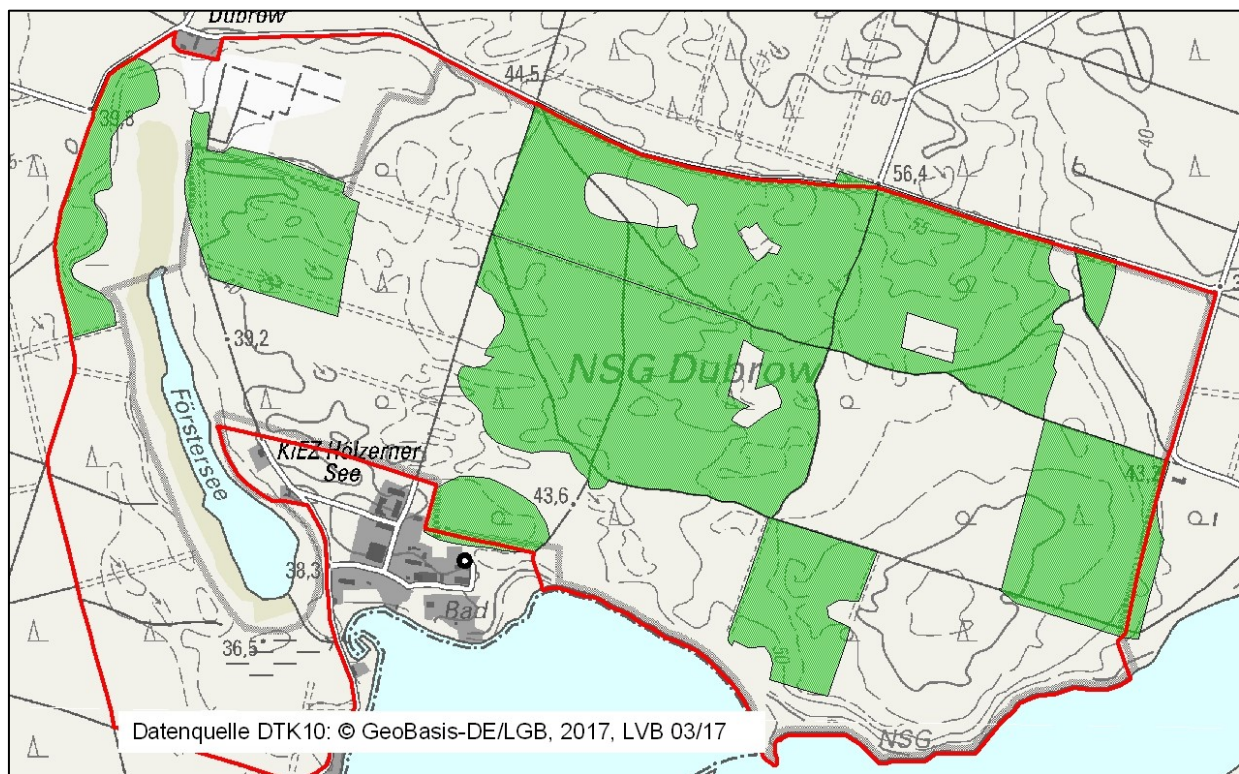 Dubrow
44,5
60
40
39,8
56,4
55
39,2
NSG Dubrow
Förstersee
KiEZ Hölzerner
See
43,6
43,2
38,3
Bad
36,5
50
NSG
Datenquelle DTK10: © GeoBasis-DE/LGB, 2017, LVB 03/17